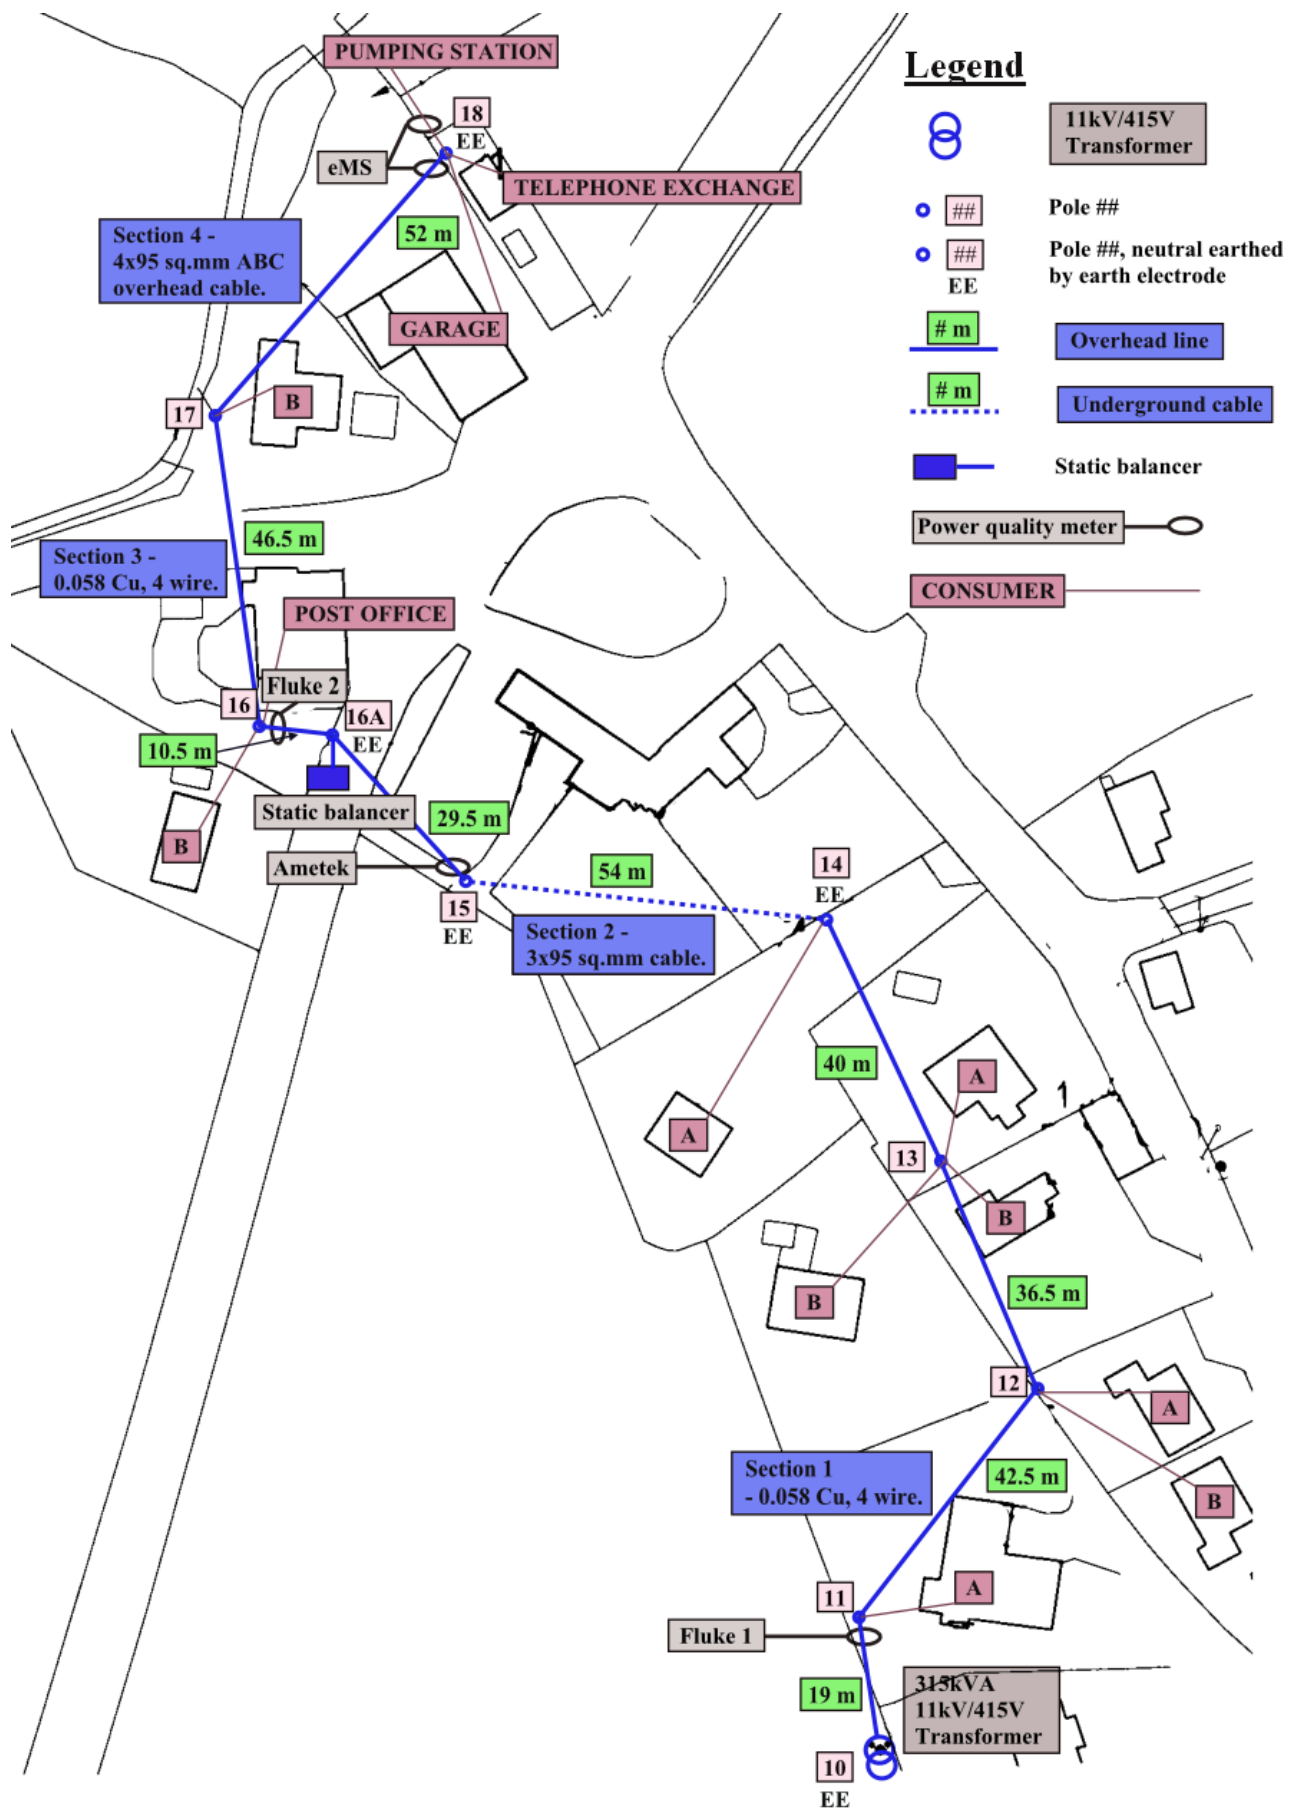 PUMPING STATION
Legend
18
EE
11kV/415V
Transformer
eMS
TELEPHONE EXCHANGE
## Pole ##
52 m
Section 4 -
4x95 sq.mm ABC
overhead cable.
## Pole ##, neutral earthed
EE by earth electrode
GARAGE
# m
Overhead line
17
B
# m
Underground cable
Static balancer
46.5 m
Power quality meter
Section 3 -
0.058 Cu, 4 wire.
CONSUMER
POST OFFICE
Fluke 2
16
16A
EE
10.5 m
Static balancer
29.5 m
B
Ametek
54 m
14
EE
15
EE
Section 2 -
3x95 sq.mm cable.
40 m
A
1
A
13
B
B
36.5 m
12
A
Section 1
- 0.058 Cu, 4 wire.
42.5 m
B
A
11
Fluke 1
19 m
315kVA
11kV/415V
Transformer
10
EE